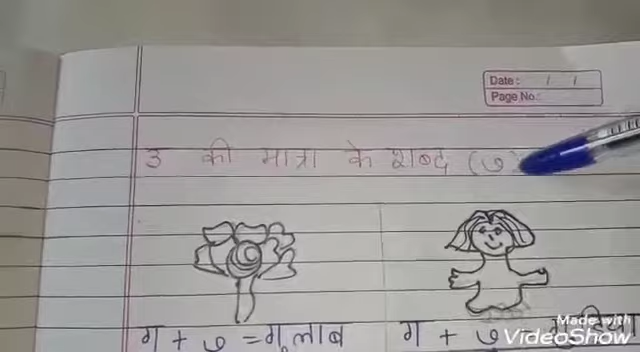 Date: / /
Page No.:
उ की मात्रा के शब्द ( ु )
ग + ु = गुलाब ग + ु = गुड़िया
Made with
VideoShow